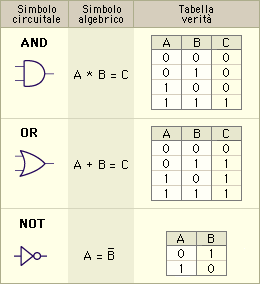 Simbolo circuitale Simbolo algebrico Tabella verità
AND
A * B = C
A B C
0 0 0
0 1 0
1 0 0
1 1 1
OR
A + B = C
A B C
0 0 0
0 1 1
1 0 1
1 1 1
NOT
A = B̅
A B
0 1
1 0